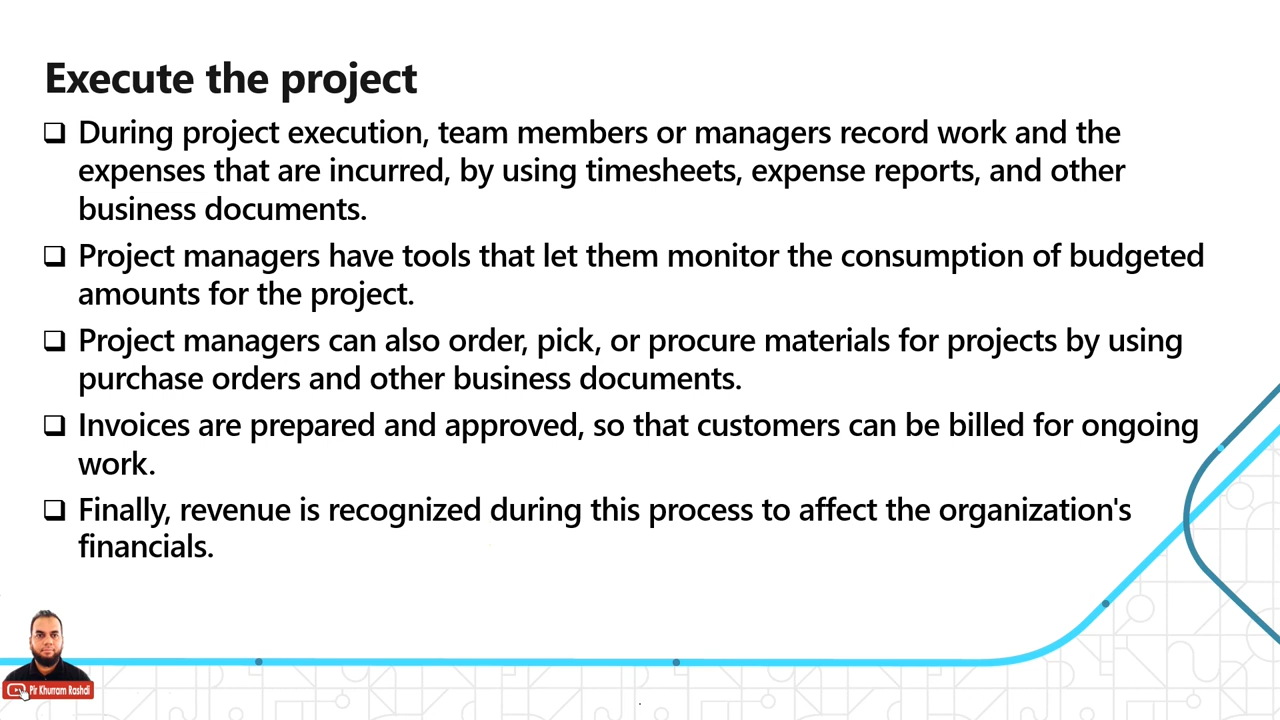 Execute the project
During project execution, team members or managers record work and the
expenses that are incurred, by using timesheets, expense reports, and other
business documents.
Project managers have tools that let them monitor the consumption of budgeted
amounts for the project.
Project managers can also order, pick, or procure materials for projects by using
purchase orders and other business documents.
Invoices are prepared and approved, so that customers can be billed for ongoing
work.
Finally, revenue is recognized during this process to affect the organization's
financials.
Pir Khurram Rashdi